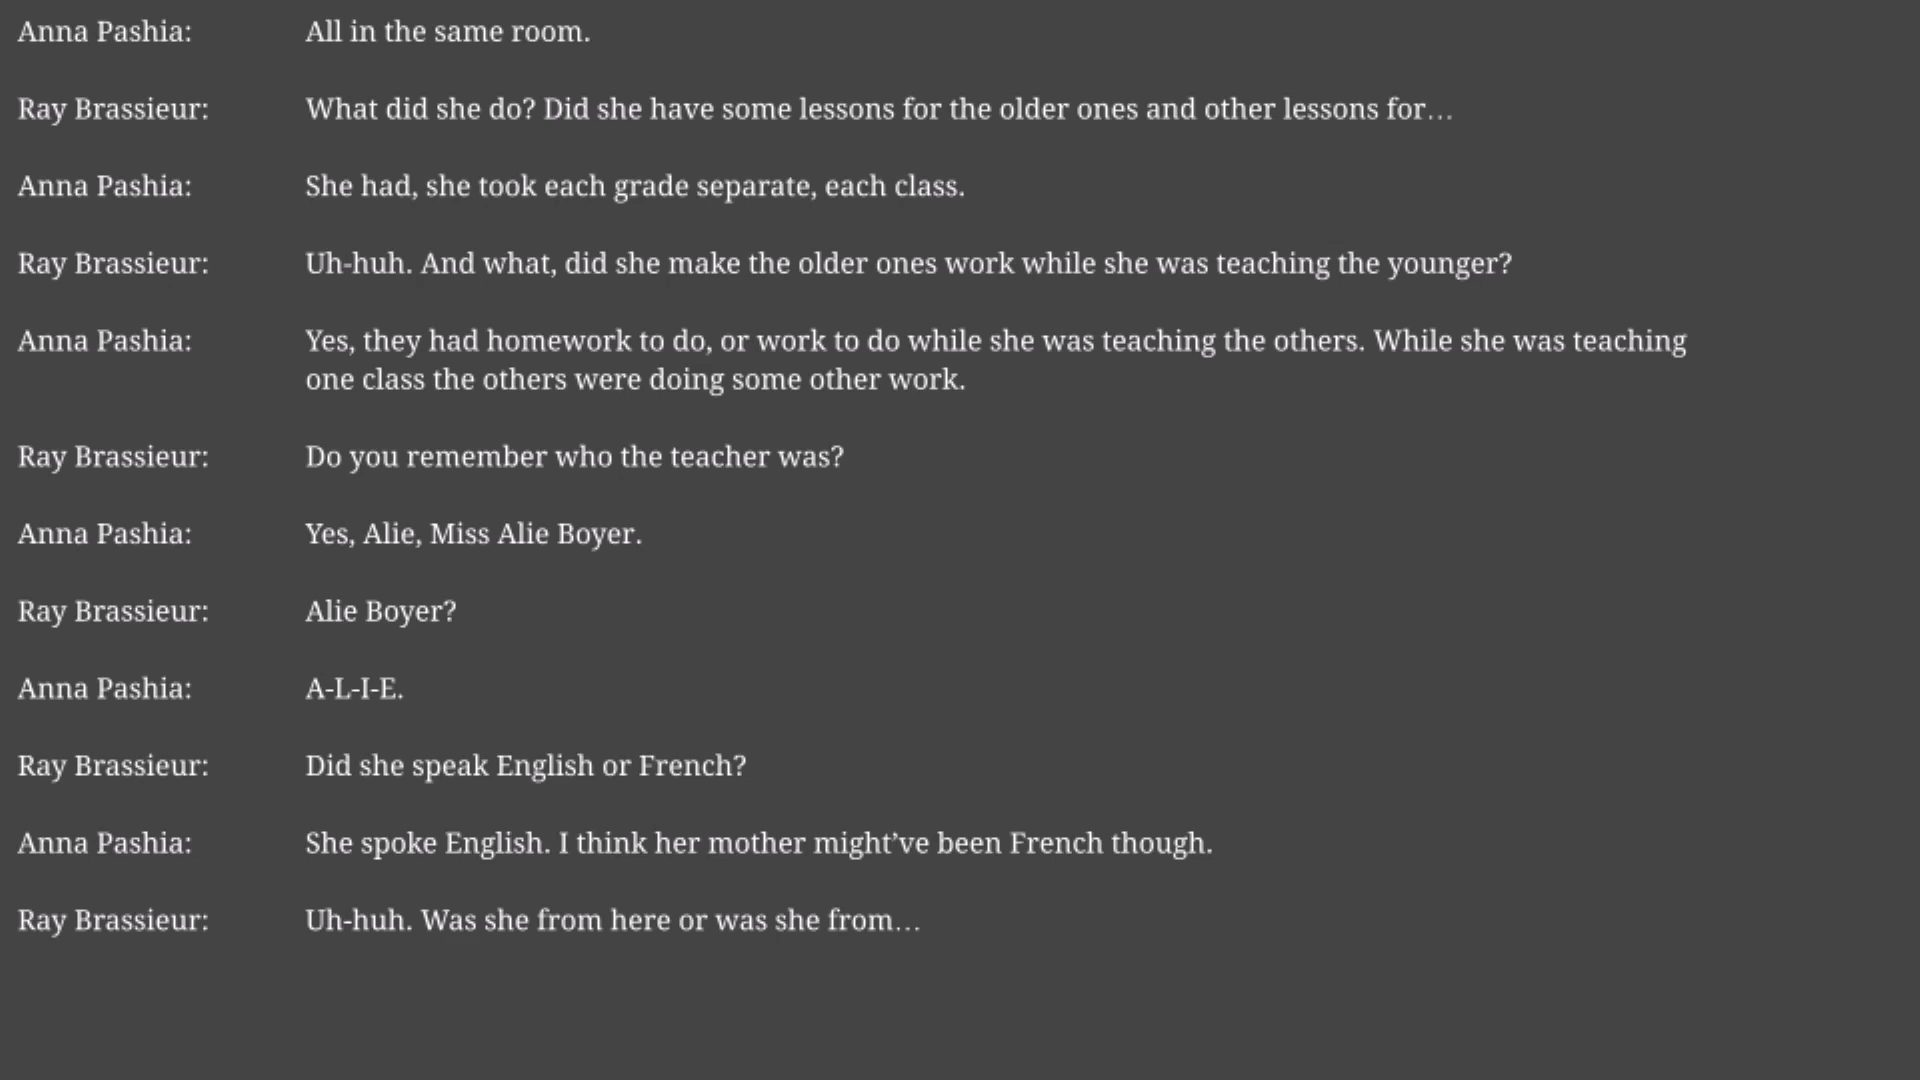 Anna Pashia: All in the same room.
Ray Brassieur: What did she do? Did she have some lessons for the older ones and other lessons for…
Anna Pashia: She had, she took each grade separate, each class.
Ray Brassieur: Uh-huh. And what, did she make the older ones work while she was teaching the younger?
Anna Pashia: Yes, they had homework to do, or work to do while she was teaching the others. While she was teaching
one class the others were doing some other work.
Ray Brassieur: Do you remember who the teacher was?
Anna Pashia: Yes, Alie, Miss Alie Boyer.
Ray Brassieur: Alie Boyer?
Anna Pashia: A-L-I-E.
Ray Brassieur: Did she speak English or French?
Anna Pashia: She spoke English. I think her mother might’ve been French though.
Ray Brassieur: Uh-huh. Was she from here or was she from…